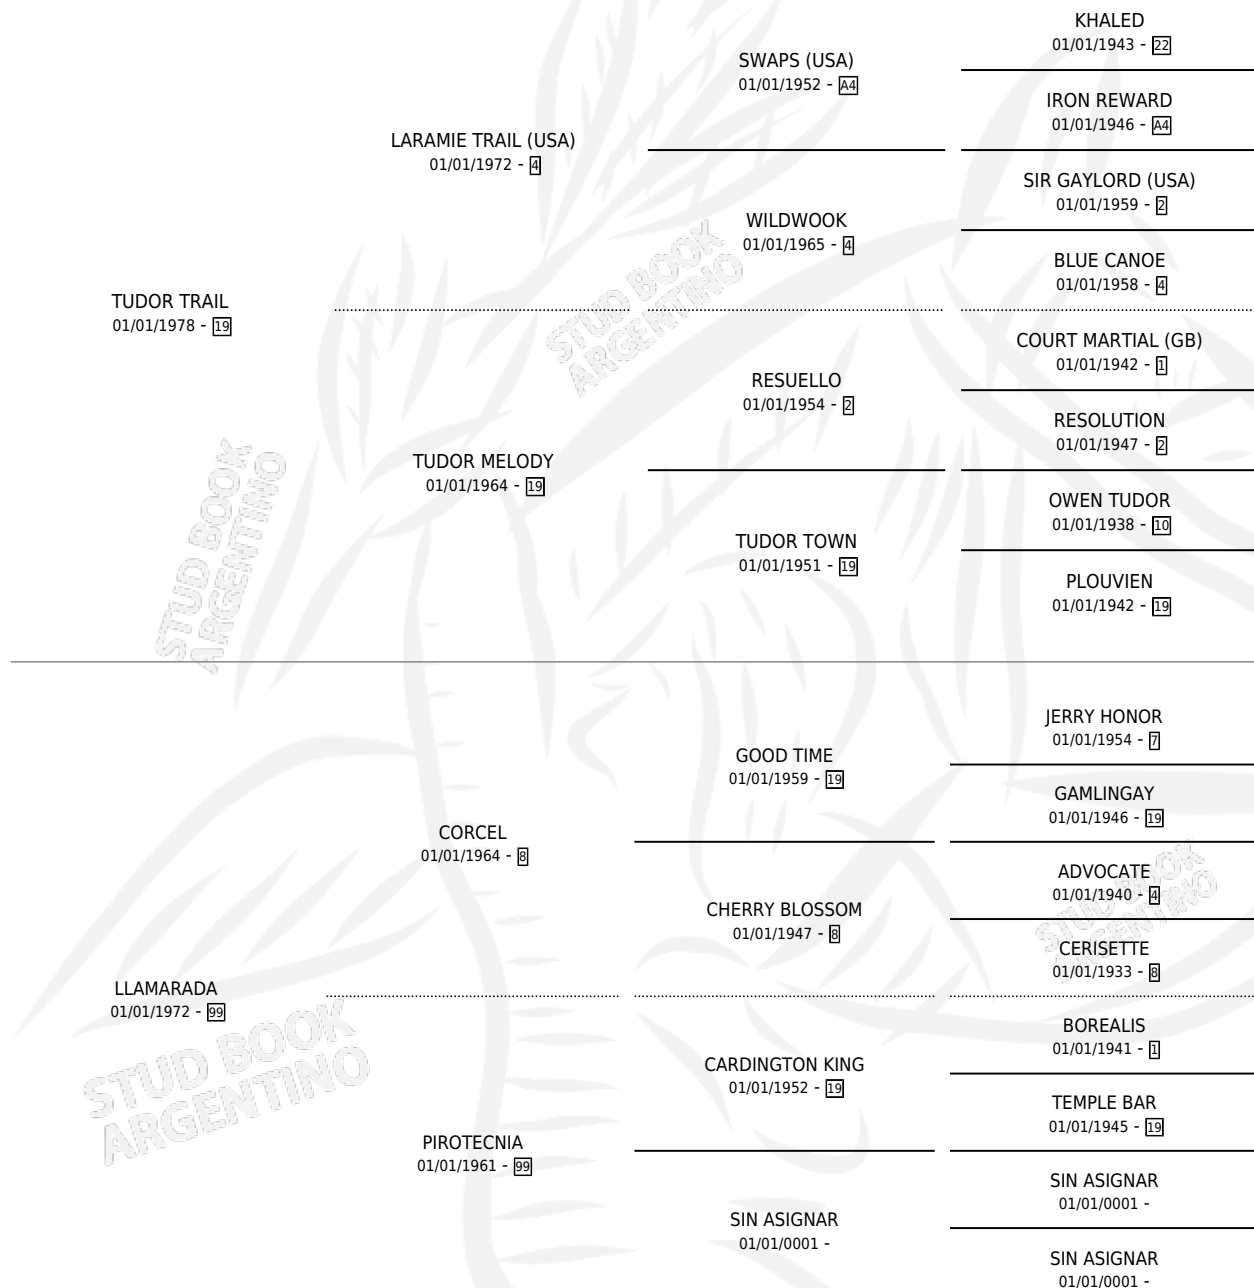 KHALED
01/01/1943 - 22
SWAPS (USA)
01/01/1952 - A4
IRON REWARD
01/01/1946 - A4
LARAMIE TRAIL (USA)
01/01/1972 - 4
SIR GAYLORD (USA)
01/01/1959 - 2
WILDWOOK
01/01/1965 - 4
BLUE CANOE
01/01/1958 - 4
TUDOR TRAIL
01/01/1978 - 19
COURT MARTIAL (GB)
01/01/1942 - 1
RESUELLO
01/01/1954 - 2
RESOLUTION
01/01/1947 - 2
TUDOR MELODY
01/01/1964 - 19
OWEN TUDOR
01/01/1938 - 10
TUDOR TOWN
01/01/1951 - 19
PLOUVIEN
01/01/1942 - 19
JERRY HONOR
01/01/1954 - 7
GOOD TIME
01/01/1959 - 19
GAMLINGAY
01/01/1946 - 19
CORCEL
01/01/1964 - 8
ADVOCATE
01/01/1940 - 4
CHERRY BLOSSOM
01/01/1947 - 8
CERISETTE
01/01/1933 - 8
LLAMARADA
01/01/1972 - 99
BOREALIS
01/01/1941 - 1
CARDINGTON KING
01/01/1952 - 19
TEMPLE BAR
01/01/1945 - 19
PIROTECNIA
01/01/1961 - 99
SIN ASIGNAR
01/01/0001 -
SIN ASIGNAR
01/01/0001 -
SIN ASIGNAR
01/01/0001 -
STUD BOOK
ARGENTINO
STUD BOOK
ARGENTINO
STUD BOOK
ARGENTINO
STUD BOOK
ARGENTINO